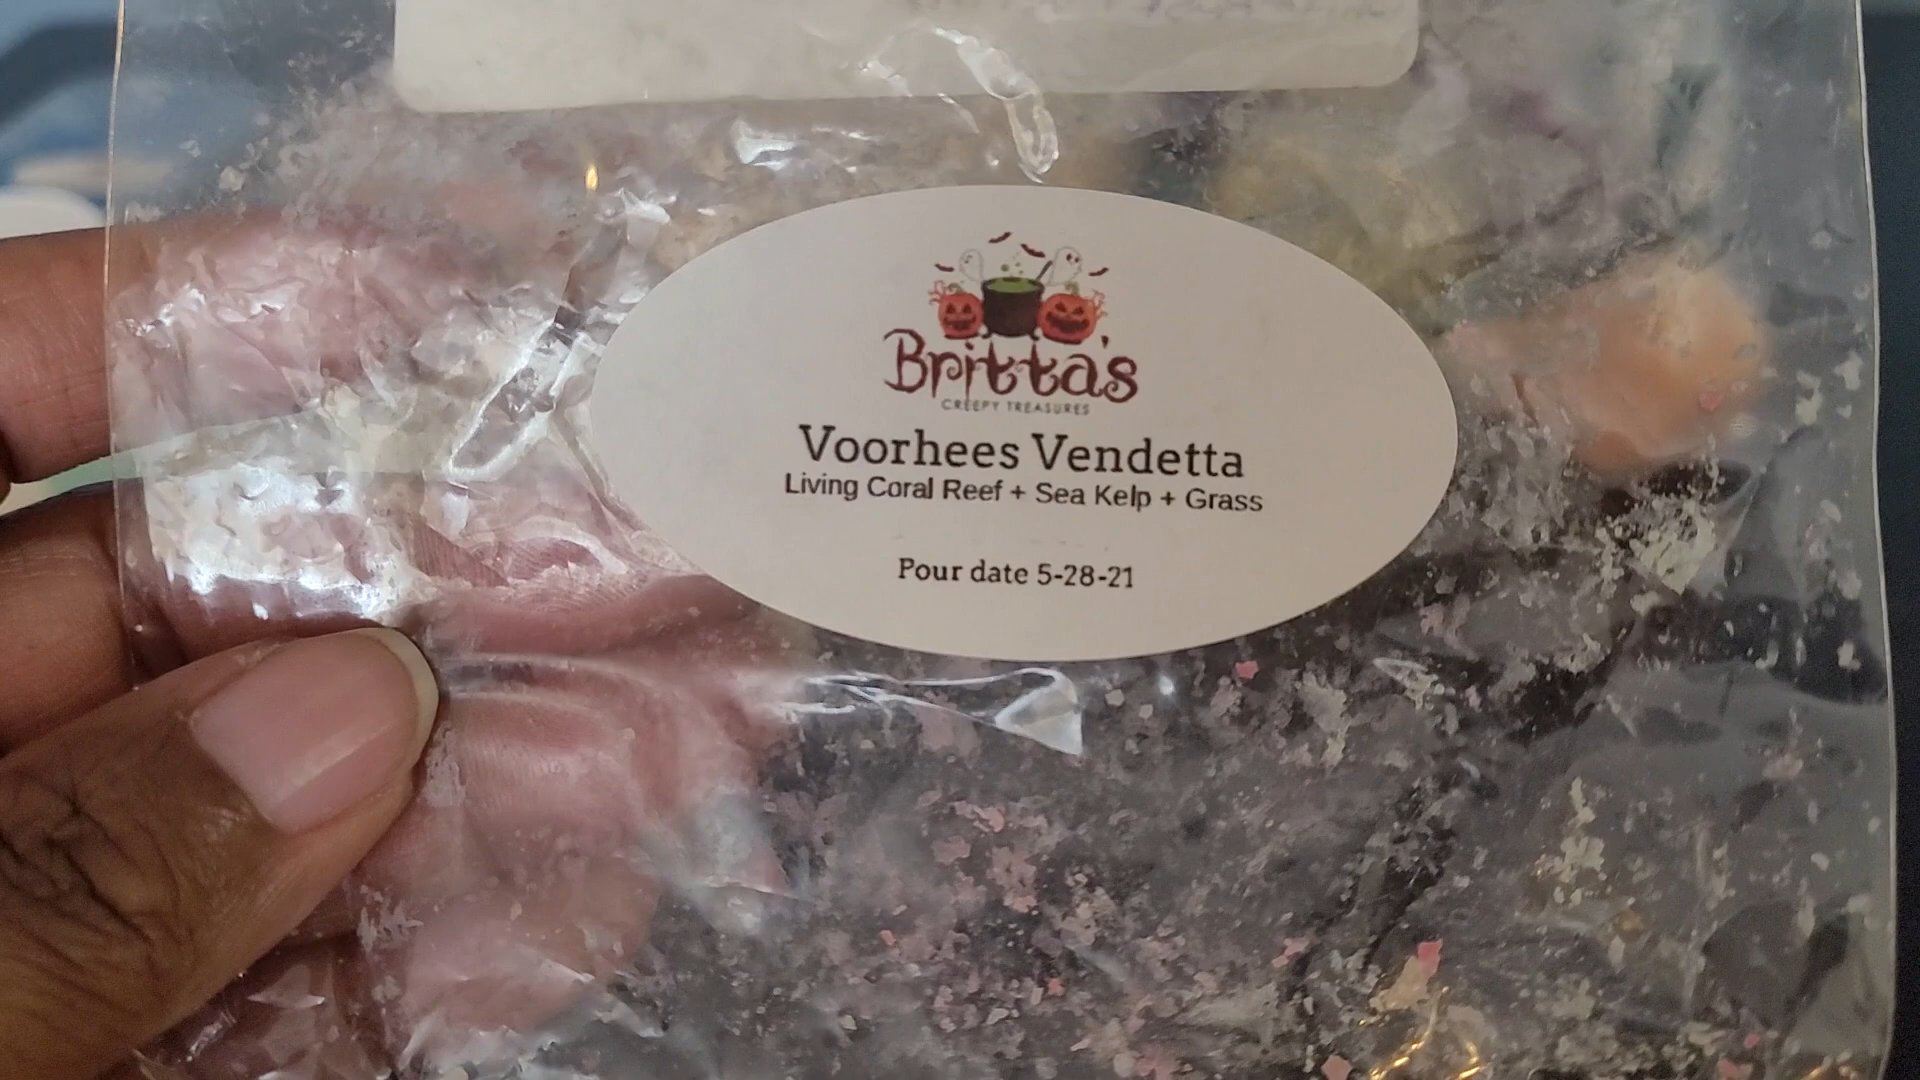 Britta's
CREEPY TREASURES
Voorhees Vendetta
Living Coral Reef + Sea Kelp + Grass
Pour date 5-28-21